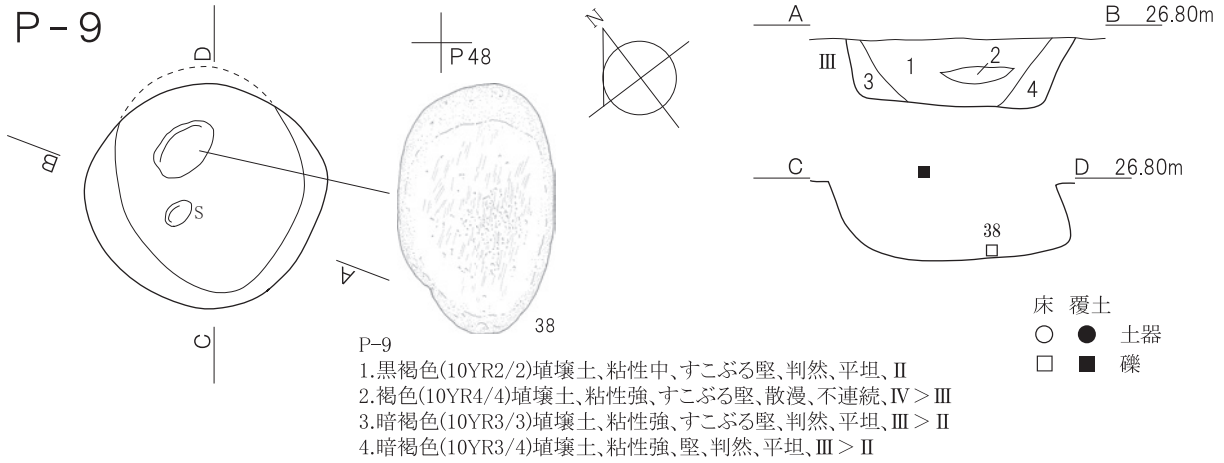 P-9
D
P48
N
B
S
A
C
38
A
B 26.80m
Ⅲ
3
1
2
4
C
D 26.80m
38
床 覆土
土器
礫
P-9
1.黒褐色(10YR2/2)埴壌土、粘性中、すこぶる堅、判然、平坦、Ⅱ
2.褐色(10YR4/4)埴壌土、粘性強、すこぶる堅、散漫、不連続、Ⅳ>Ⅲ
3.暗褐色(10YR3/3)埴壌土、粘性強、すこぶる堅、判然、平坦、Ⅲ>Ⅱ
4.暗褐色(10YR3/4)埴壌土、粘性強、堅、判然、平坦、Ⅲ>Ⅱ